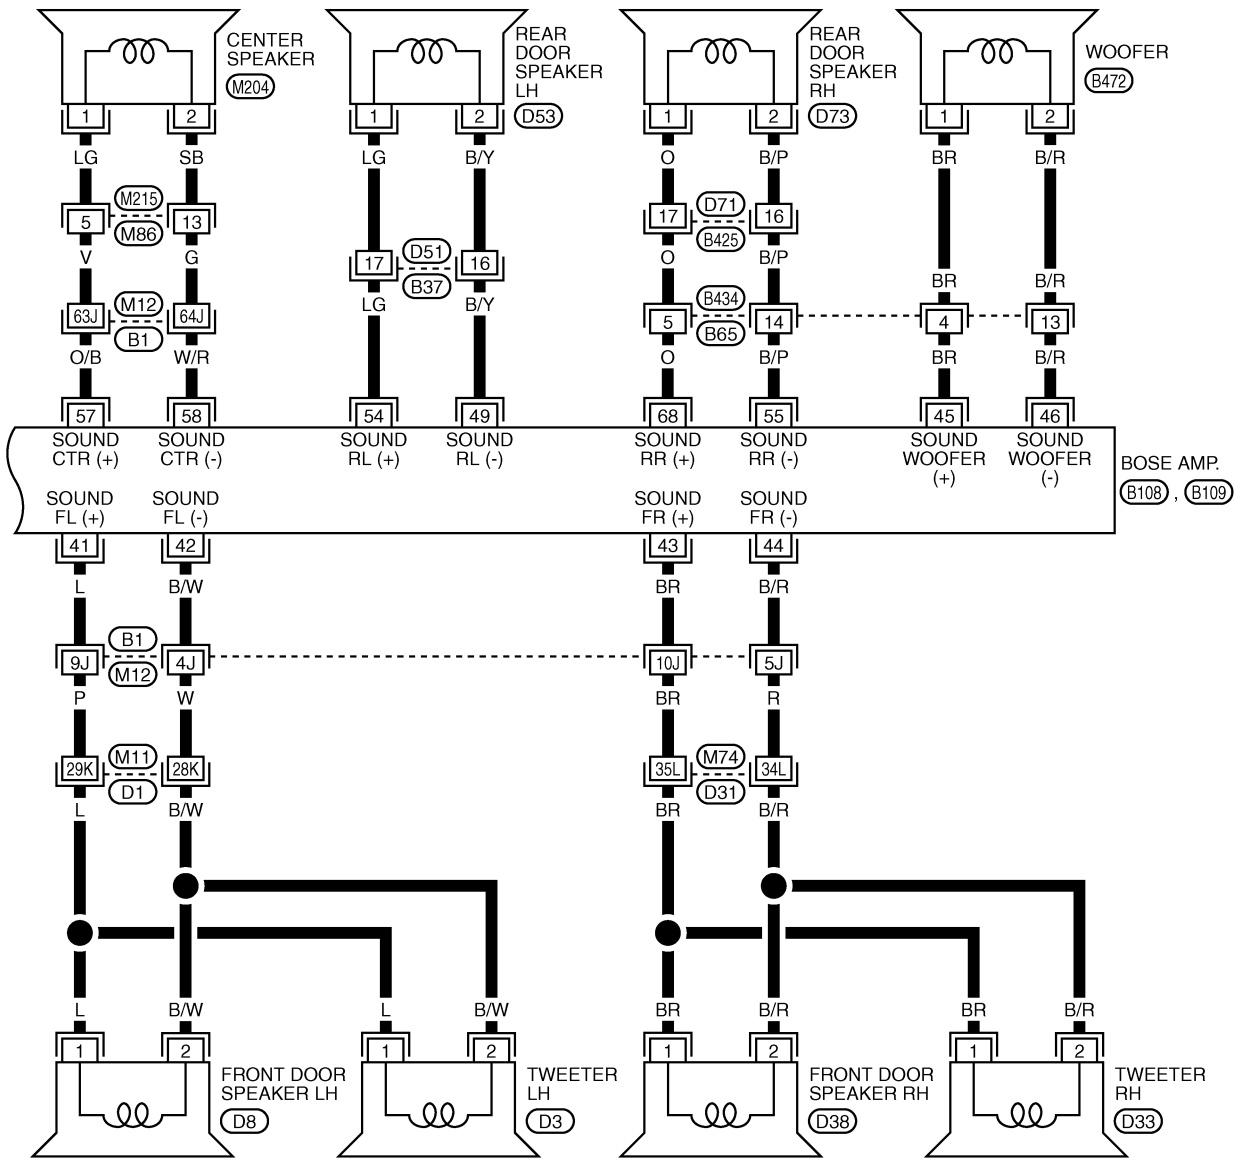 CENTER
SPEAKER
M204
REAR
DOOR
SPEAKER
LH
D53
REAR
DOOR
SPEAKER
RH
D73
WOOFER
B472
1 2 1 2 1 2 1 2
LG SB LG B/Y O B/P BR B/R
M215
5 13
M86
D71
17 16
B425
V G
D51
17 16
B37
O B/P
BR B/R
M12
63J 64J
B1
LG B/Y
B434
5 14 4 13
B65
O/B W/R O B/P BR B/R
57 58 54 49 68 55 45 46
SOUND
CTR (+)
SOUND
CTR (-)
SOUND
RL (+)
SOUND
RL (-)
SOUND
RR (+)
SOUND
RR (-)
SOUND
WOOFER
(+)
SOUND
WOOFER
(-)
BOSE AMP.
B108 , B109
SOUND
FL (+)
SOUND
FL (-)
SOUND
FR (+)
SOUND
FR (-)
41 42 43 44
L B/W BR B/R
B1
9J 4J 10J 5J
M12
P W BR R
M11 M74
29K 28K 35L 34L
D1 D31
L B/W BR B/R
L B/W L B/W BR B/R BR B/R
1 2 1 2 1 2 1 2
FRONT DOOR
SPEAKER LH
D8
TWEETER
LH
D3
FRONT DOOR
SPEAKER RH
D38
TWEETER
RH
D33